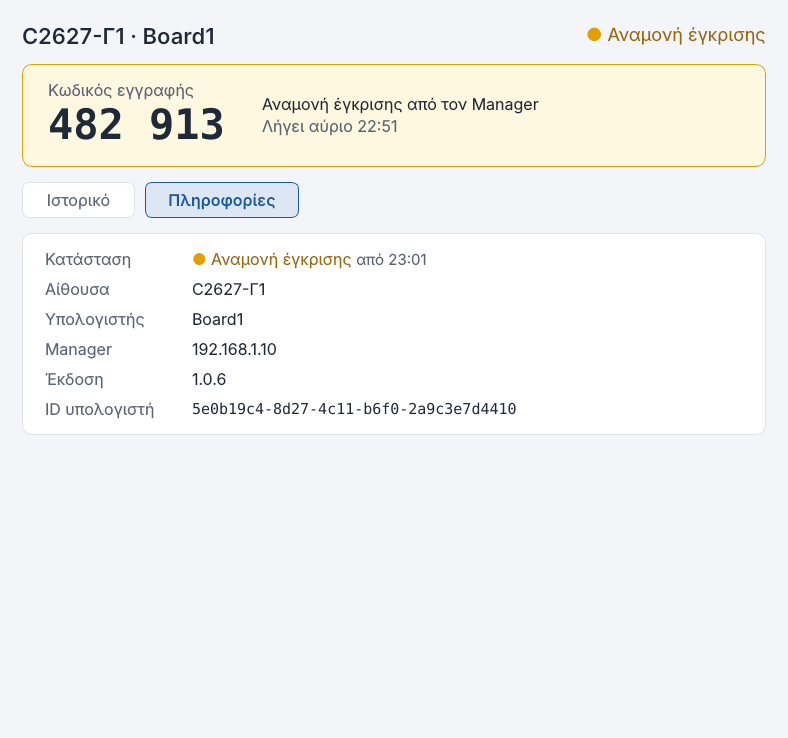 C2627-Γ1 · Board1
Αναμονή έγκρισης
Κωδικός εγγραφής
482 913
Αναμονή έγκρισης από τον Manager
Λήγει αύριο 22:51
Ιστορικό
Πληροφορίες
Κατάσταση Αναμονή έγκρισης από 23:01
Αίθουσα C2627-Γ1
Υπολογιστής Board1
Manager 192.168.1.10
Έκδοση 1.0.6
ID υπολογιστή 5e0b19c4-8d27-4c11-b6f0-2a9c3e7d4410